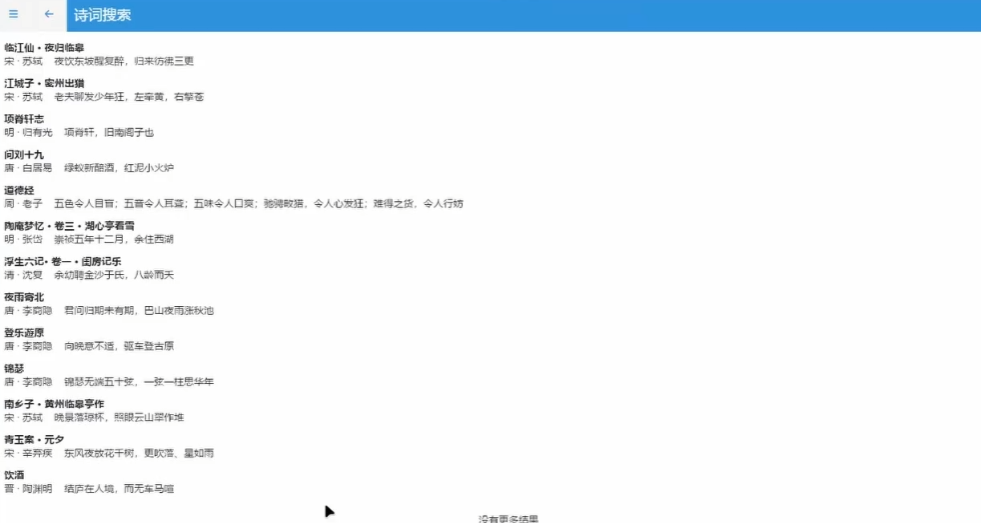 诗词搜索
临江仙·夜归临皋
宋·苏轼 夜饮东坡醒复醉，归来彷彿三更
江城子·密州出猎
宋·苏轼 老夫聊发少年狂，左牵黄，右擎苍
项脊轩志
明·归有光 项脊轩，旧南阁子也
问刘十九
唐·白居易 绿蚁新醅酒，红泥小火炉
道德经
周·老子 五色令人目盲；五音令人耳聋；五味令人口爽；驰骋畋猎，令人心发狂；难得之货，令人行妨
陶庵梦忆·卷三·湖心亭看雪
明·张岱 崇祯五年十二月，余住西湖
浮生六记·卷一·闺房记乐
清·沈复 余幼聘金沙于氏，八龄而夭
夜雨寄北
唐·李商隐 君问归期未有期，巴山夜雨涨秋池
登乐游原
唐·李商隐 向晚意不适，驱车登古原
锦瑟
唐·李商隐 锦瑟无端五十弦，一弦一柱思华年
南乡子·黄州临皋亭作
宋·苏轼 晚景落琼杯，照眼云山翠作堆
青玉案·元夕
宋·辛弃疾 东风夜放花千树，更吹落、星如雨
饮酒
晋·陶渊明 结庐在人境，而无车马喧
没有更多结果